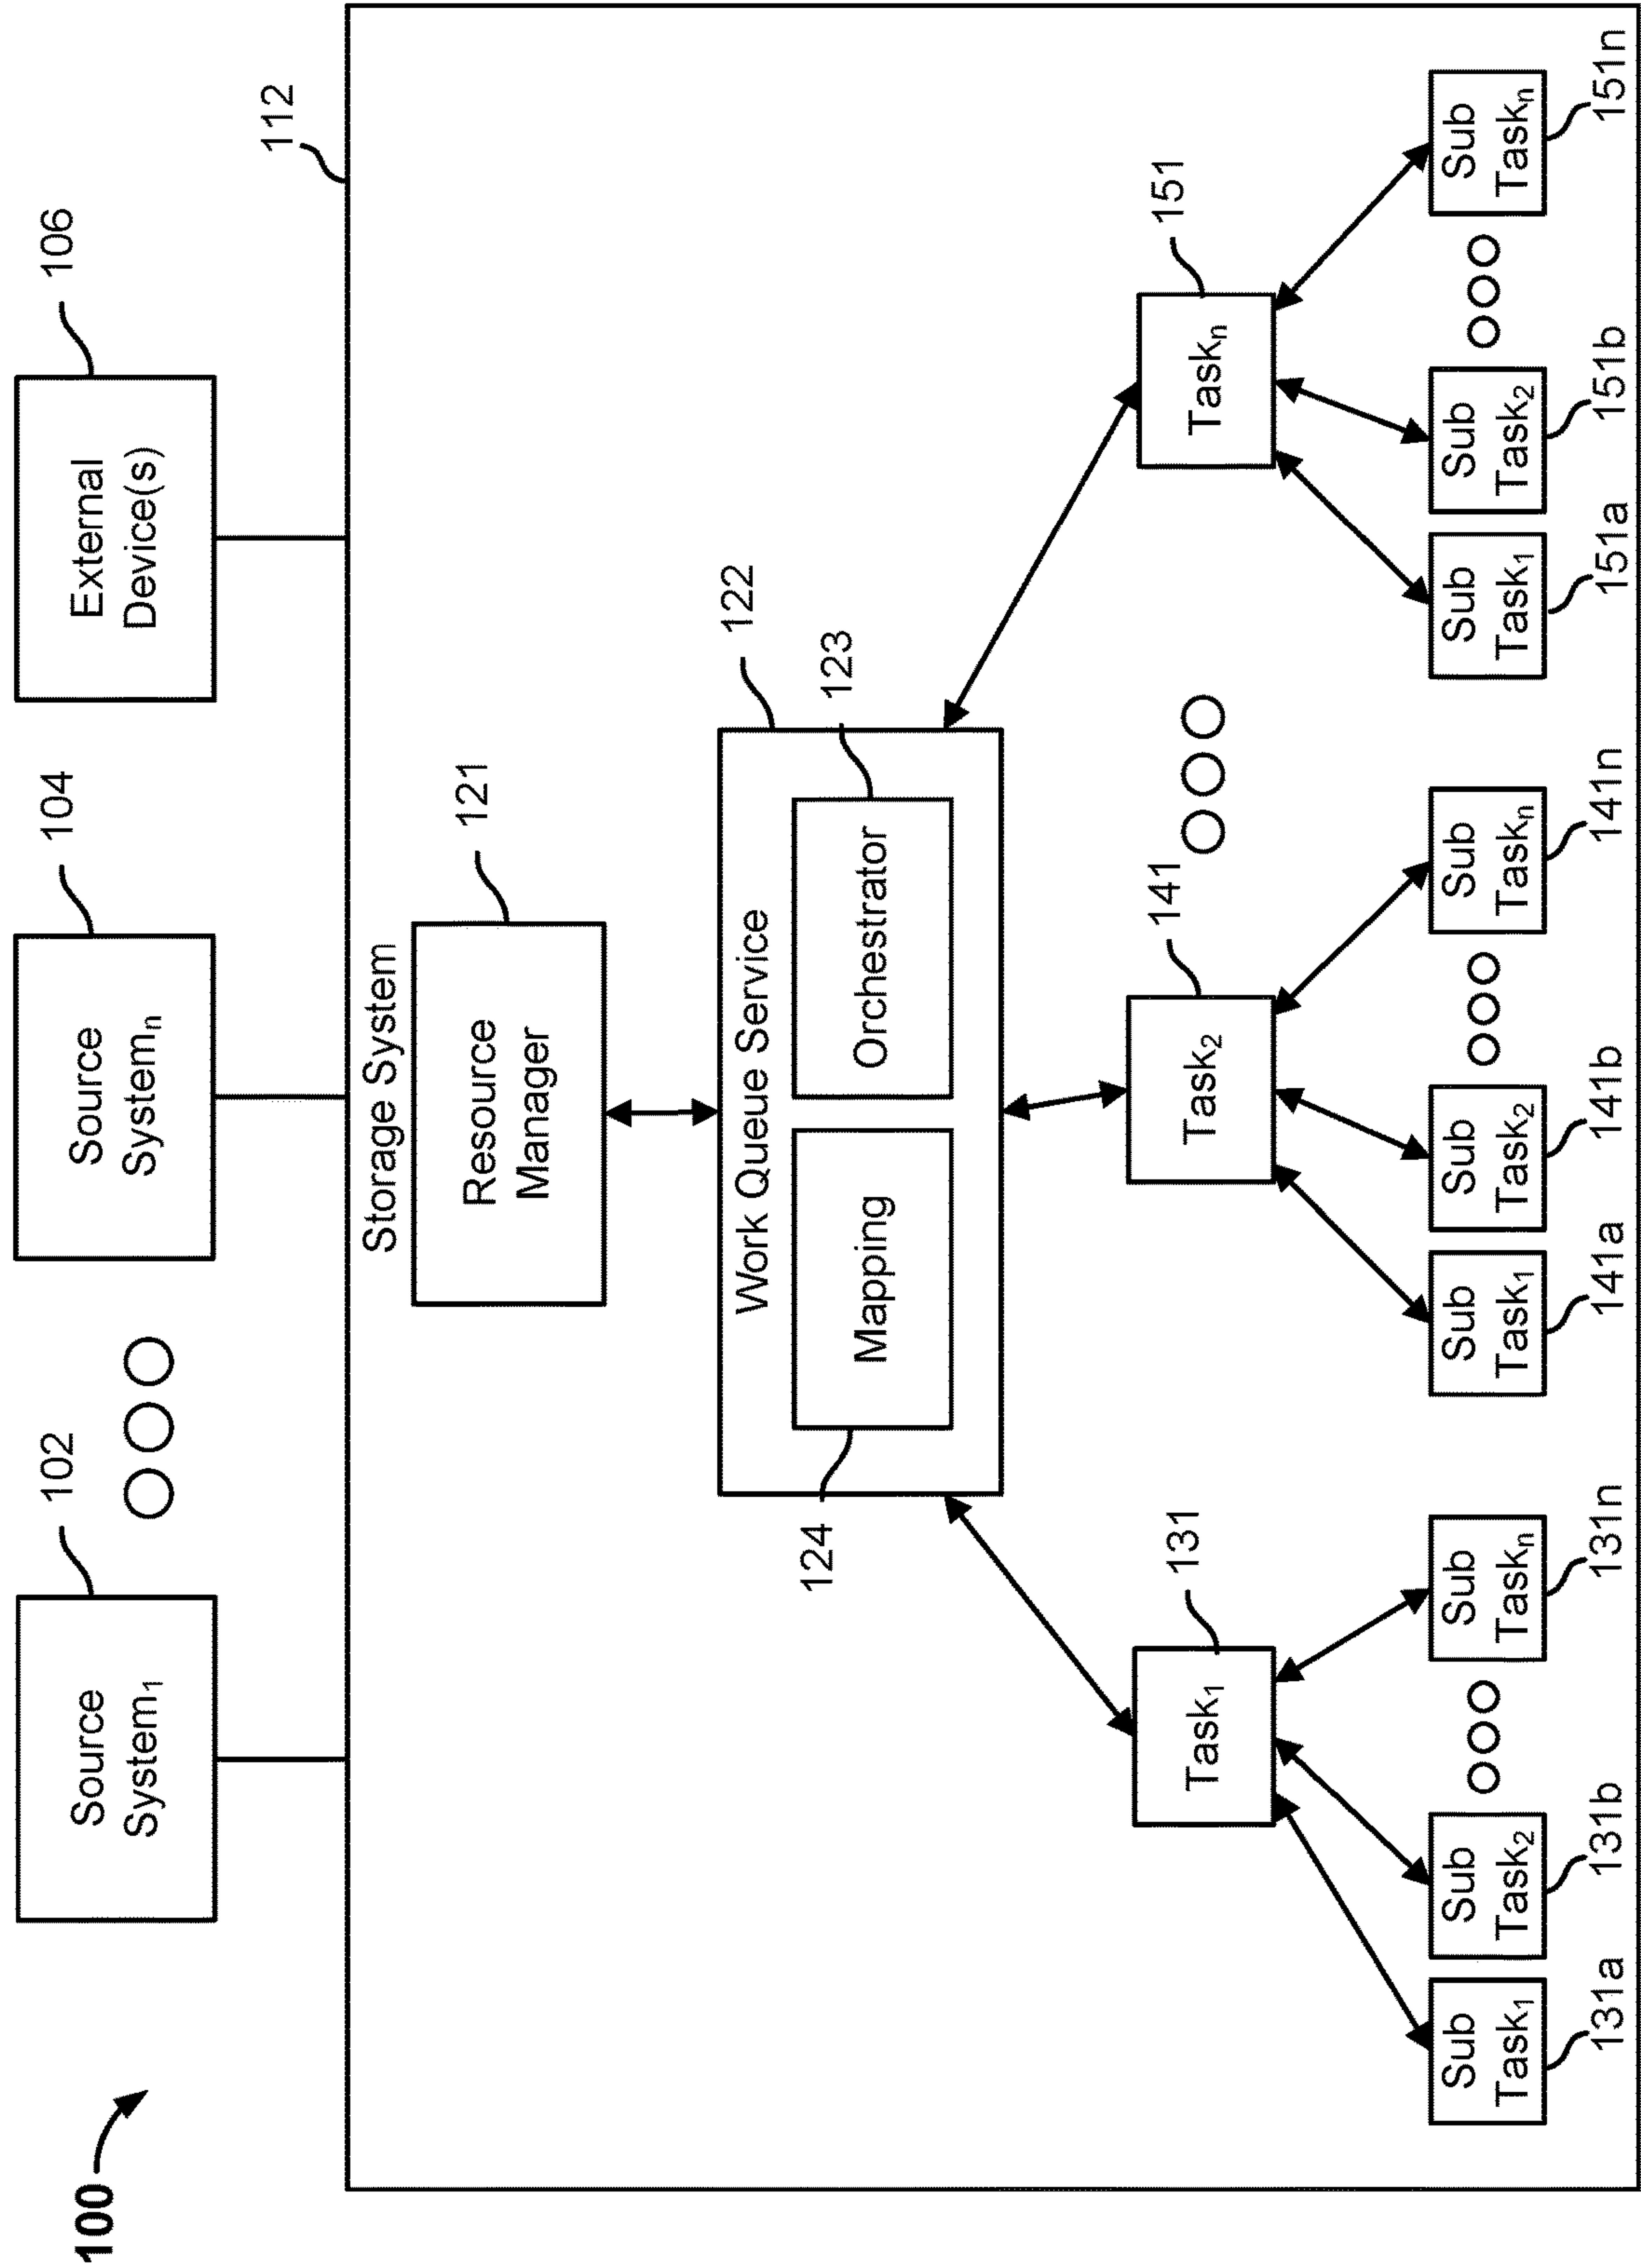 100
102
104
106
Source
System1
Source
Systemn
External
Device(s)
112
Storage System
121
Resource
Manager
122
Work Queue Service
124
Mapping
Orchestrator
123
131
Task1
141
Task2
151
Taskn
Sub
Task1
Sub
Task2
Sub
Taskn
Sub
Task1
Sub
Task2
Sub
Taskn
Sub
Task1
Sub
Task2
Sub
Taskn
131a
131b
131n
141a
141b
141n
151a
151b
151n